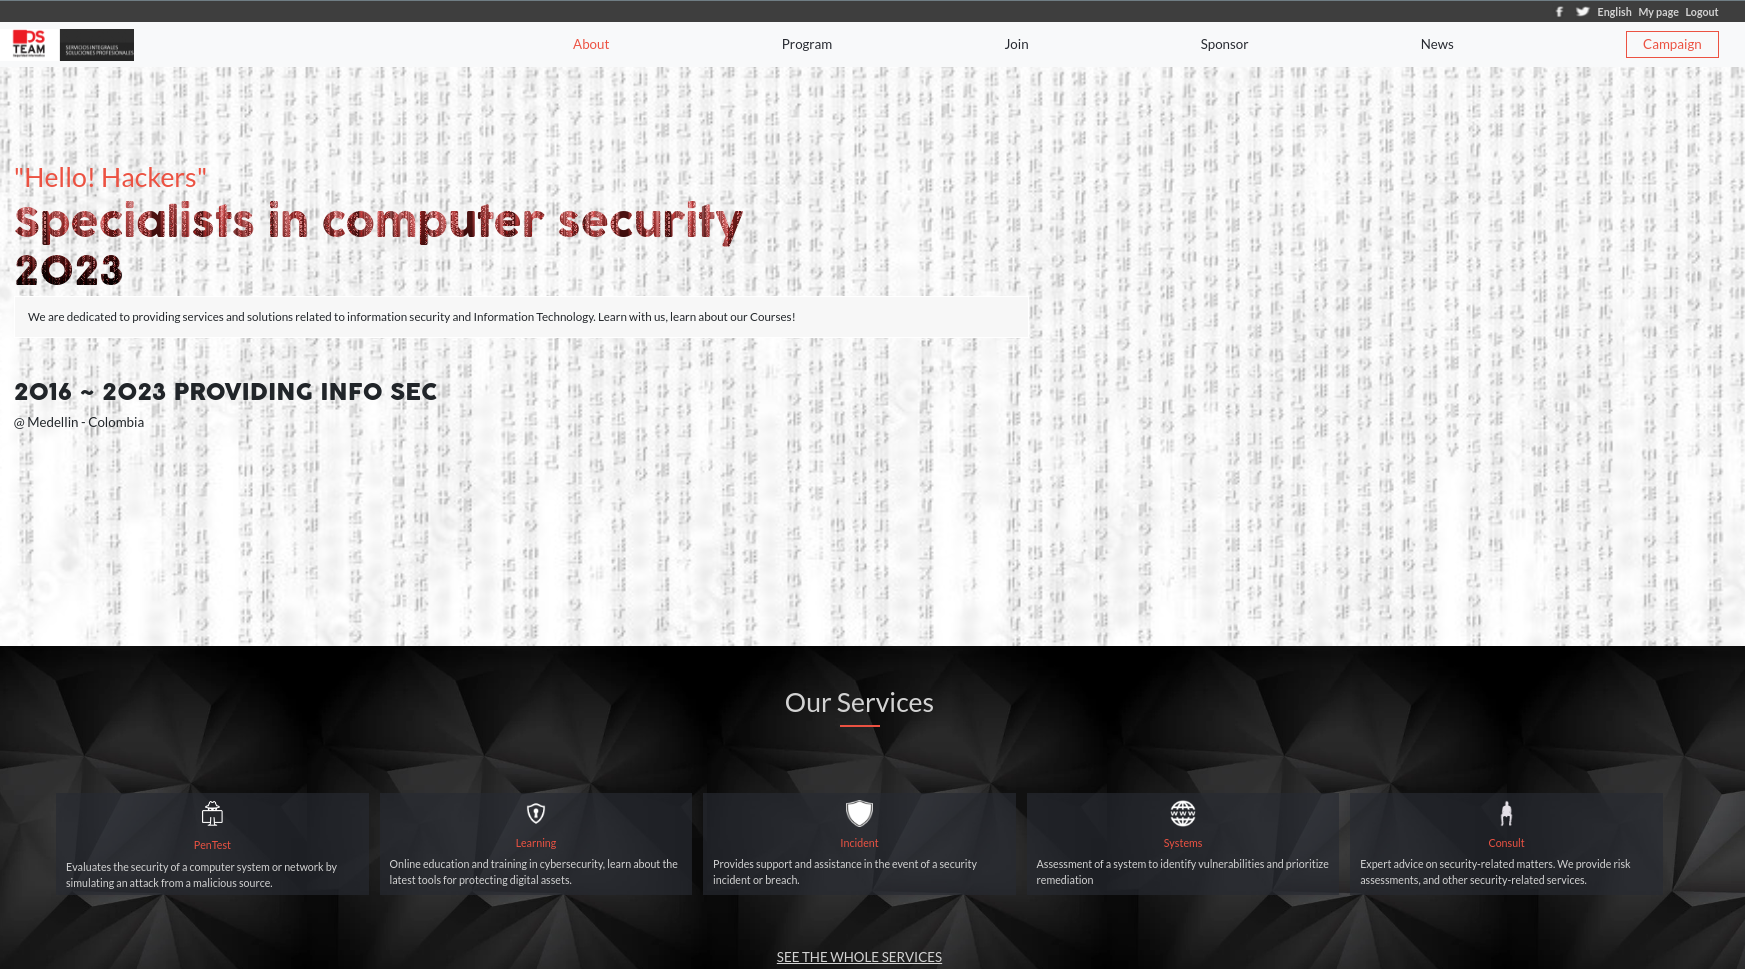 English My page Logout
DS
TEAM
SERVICIOS INTEGRALES
SOLUCIONES PROFESIONALES
About Program Join Sponsor News Campaign
"Hello! Hackers"
Specialists in computer security
2023
We are dedicated to providing services and solutions related to information security and Information Technology. Learn with us, learn about our Courses!
2016 ~ 2023 PROVIDING INFO SEC
@ Medellin - Colombia
Our Services
PenTest
Evaluates the security of a computer system or network by
simulating an attack from a malicious source.
Learning
Online education and training in cybersecurity, learn about the
latest tools for protecting digital assets.
Incident
Provides support and assistance in the event of a security
incident or breach.
WWW
Systems
Assessment of a system to identify vulnerabilities and prioritize
remediation
Consult
Expert advice on security-related matters. We provide risk
assessments, and other security-related services.
SEE THE WHOLE SERVICES